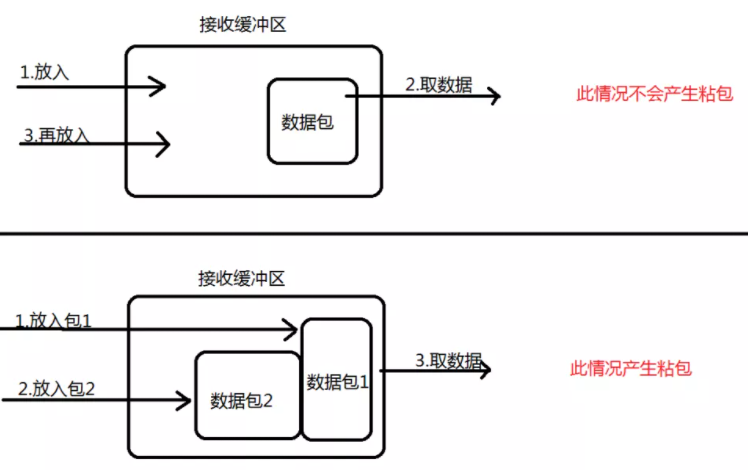 接收缓冲区
1.放入
2.取数据
此情况不会产生粘包
数据包
3.再放入
接收缓冲区
1.放入包1
3.取数据
此情况产生粘包
数据包1
2.放入包2
数据包2